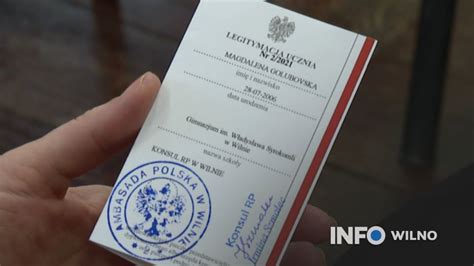 LEGITYMACJA UCZNIA
Nr 2/2021
MAGDALENA GOLUBOVSKA
imię i nazwisko
28-07-2006
data urodzenia
Gimnazjum im. Władysława Syrokomli
w Wilnie
nazwa szkoły
KONSUL RP W WILNIE
AMBASADA POLSKA W WILNIE
Konsul RP
INFO WILNO